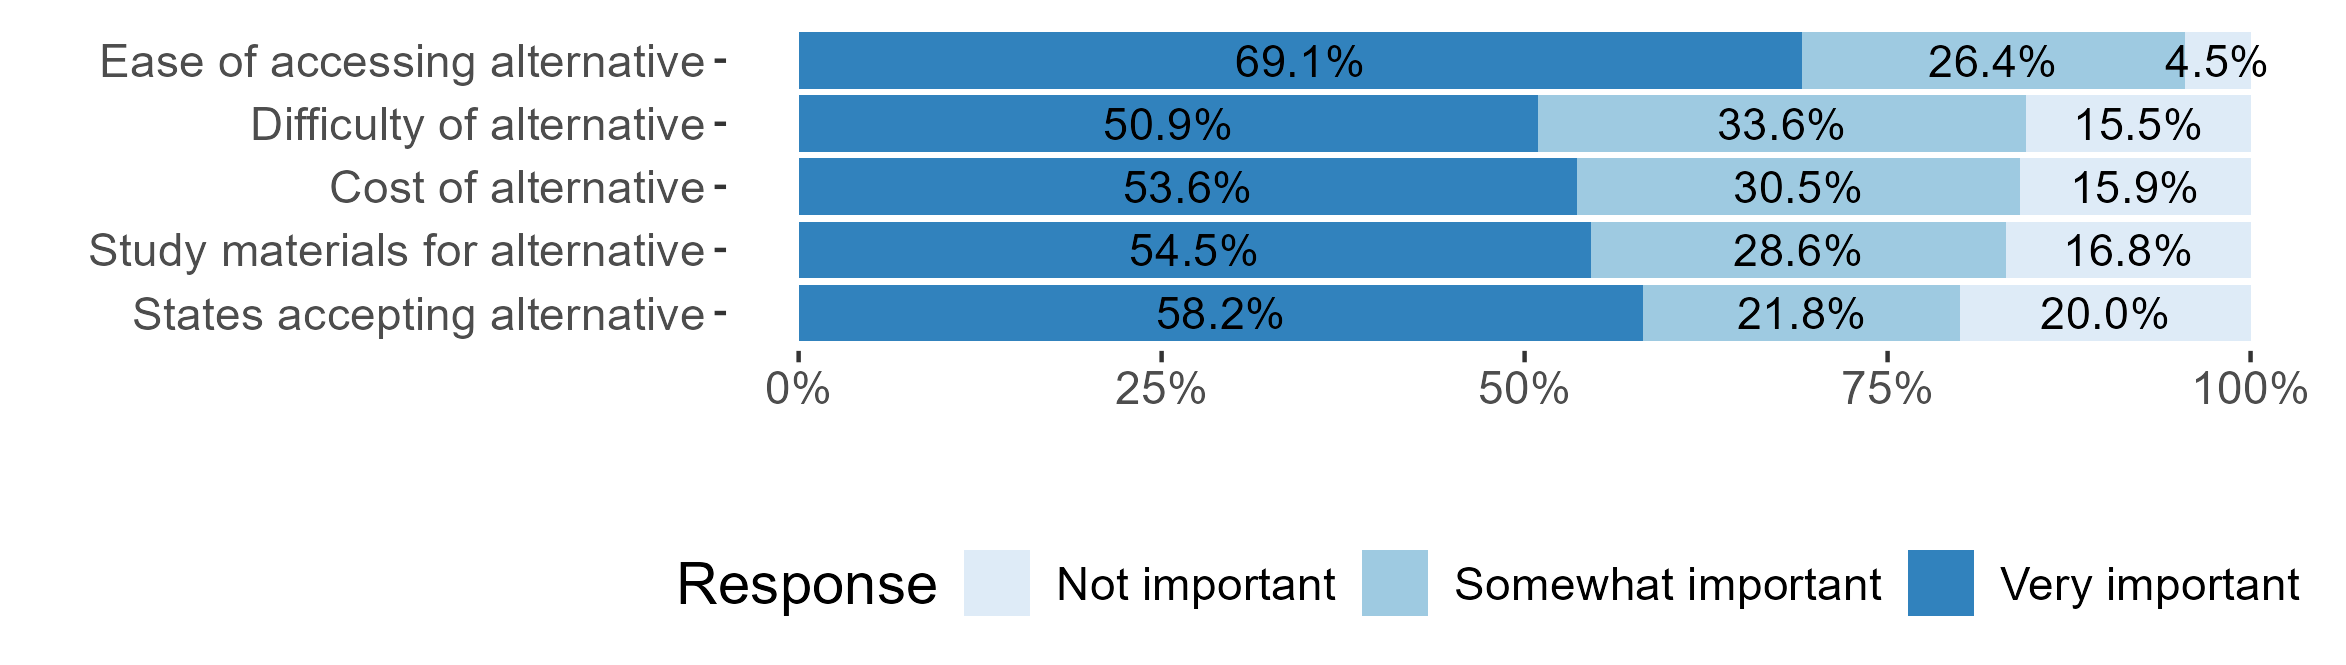 Ease of accessing alternative - 69.1% 26.4% 4.5%
Difficulty of alternative - 50.9% 33.6% 15.5%
Cost of alternative - 53.6% 30.5% 15.9%
Study materials for alternative - 54.5% 28.6% 16.8%
States accepting alternative - 58.2% 21.8% 20.0%
0% 25% 50% 75% 100%
Response Not important Somewhat important Very important